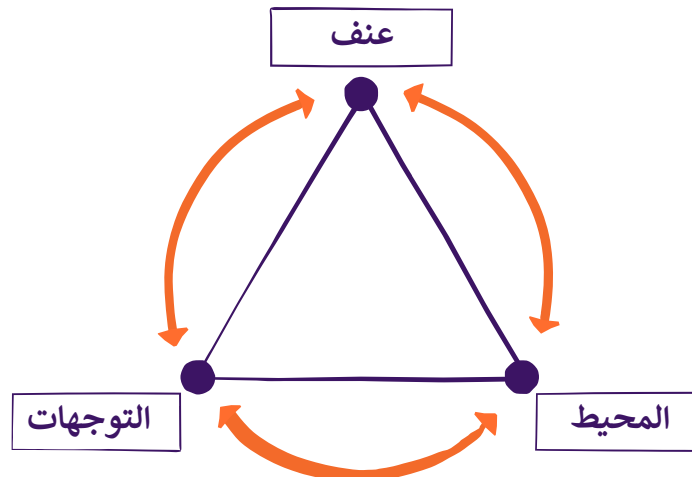 عنف
المحيط
التوجهات